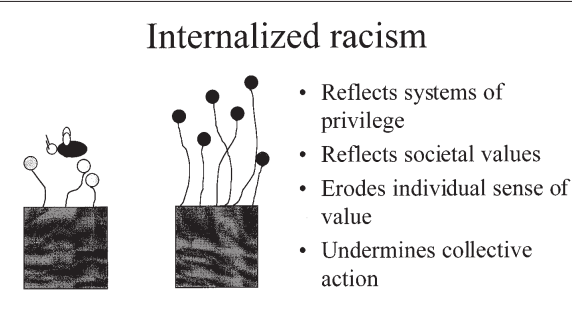 Internalized racism
• Reflects systems of
privilege
• Reflects societal values
• Erodes individual sense of
value
• Undermines collective
action